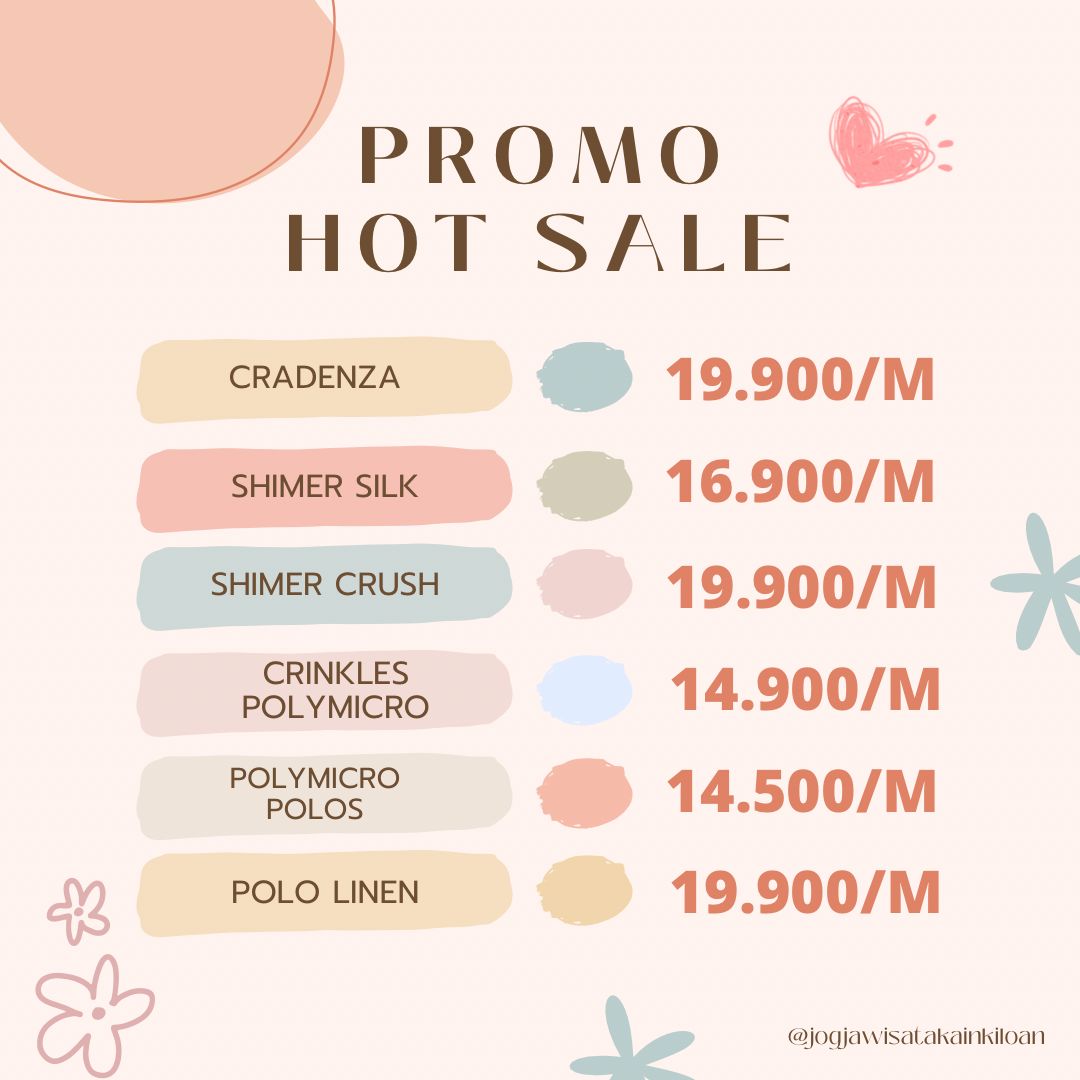 PROMO
HOT SALE
CRADENZA 19.900/M
SHIMER SILK 16.900/M
SHIMER CRUSH 19.900/M
CRINKLES
POLYMICRO 14.900/M
POLYMICRO
POLOS 14.500/M
POLO LINEN 19.900/M
@jogjawisatakainkiloan